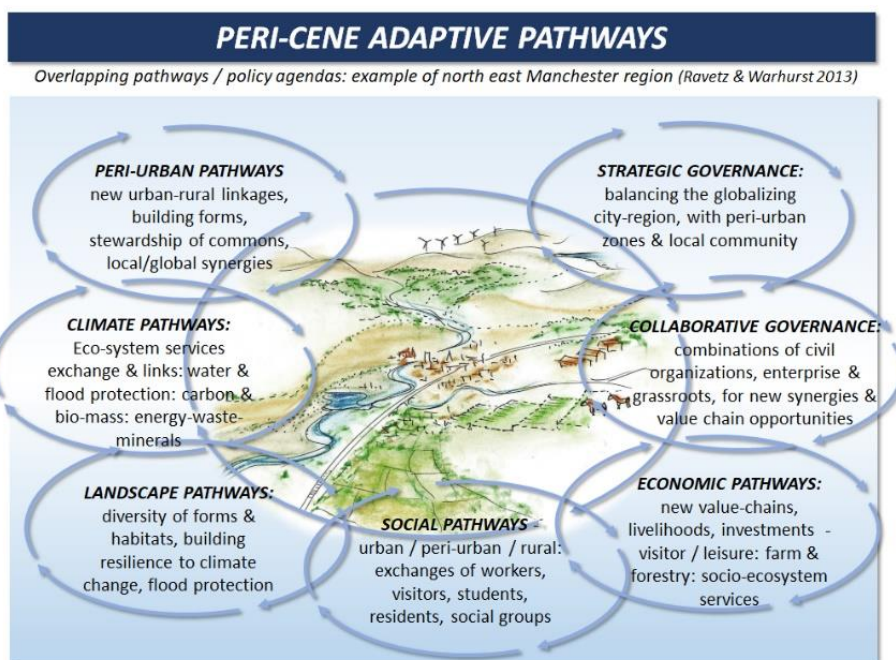 PERI-CENE ADAPTIVE PATHWAYS
Overlapping pathways / policy agendas: example of north east Manchester region (Ravetz & Warhurst 2013)
PERI-URBAN PATHWAYS
new urban-rural linkages,
building forms,
stewardship of commons,
local/global synergies
STRATEGIC GOVERNANCE:
balancing the globalizing
city-region, with peri-urban
zones & local community
CLIMATE PATHWAYS:
Eco-system services
exchange & links: water &
flood protection: carbon &
bio-mass: energy-waste-
minerals
COLLABORATIVE GOVERNANCE:
combinations of civil
organizations, enterprise &
grassroots, for new synergies &
value chain opportunities
LANDSCAPE PATHWAYS:
diversity of forms &
habitats, building
resilience to climate
change, flood protection
SOCIAL PATHWAYS -
urban / peri-urban / rural:
exchanges of workers,
visitors, students,
residents, social groups
ECONOMIC PATHWAYS:
new value-chains,
livelihoods, investments -
visitor / leisure: farm &
forestry: socio-ecosystem
services